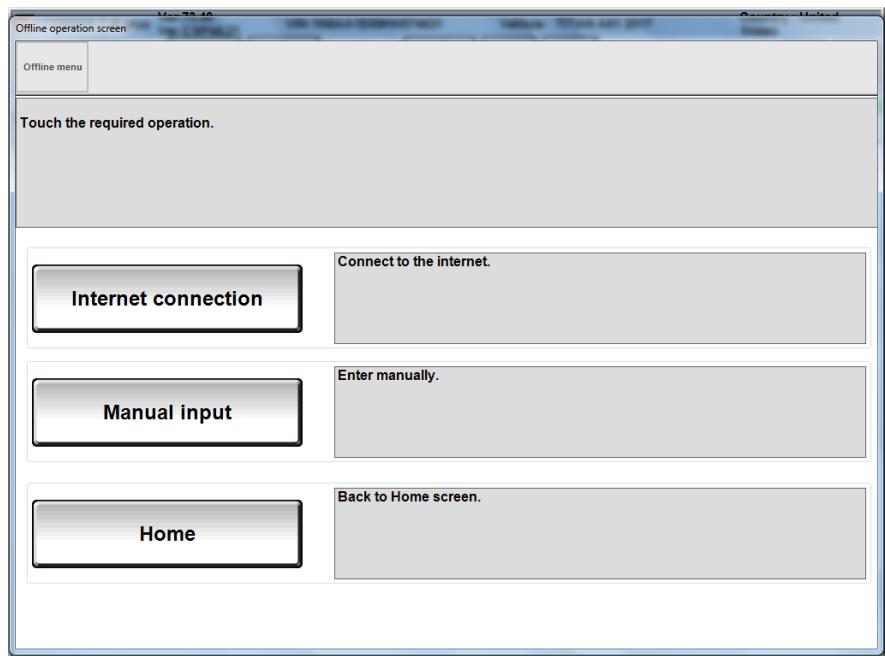 Offline operation screen
Offline menu
Touch the required operation.
Internet connection
Connect to the internet.
Manual input
Enter manually.
Home
Back to Home screen.